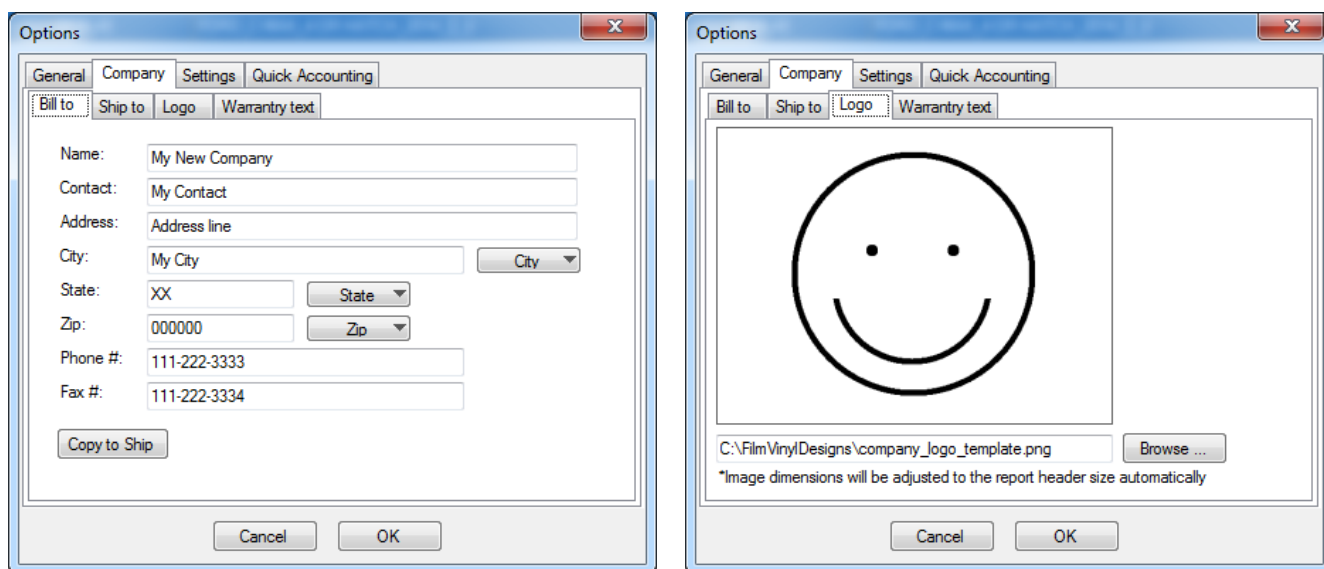 Options
General Company Settings Quick Accounting
Bill to Ship to Logo Warrantry text
Name: My New Company
Contact: My Contact
Address: Address line
City: My City City
State: XX State
Zip: 000000 Zip
Phone #: 111-222-3333
Fax #: 111-222-3334
Copy to Ship
Cancel OK
Options
General Company Settings Quick Accounting
Bill to Ship to Logo Warrantry text
C:\FilmVinylDesigns\company_logo_template.png Browse ...
*Image dimensions will be adjusted to the report header size automatically
Cancel OK